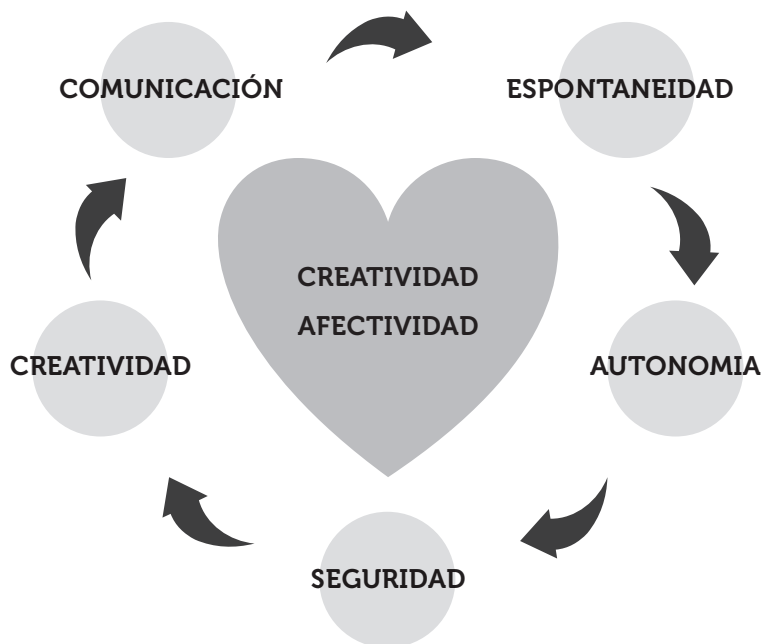 COMUNICACIÓN
ESPONTANEIDAD
CREATIVIDAD
AFECTIVIDAD
CREATIVIDAD
AUTONOMIA
SEGURIDAD